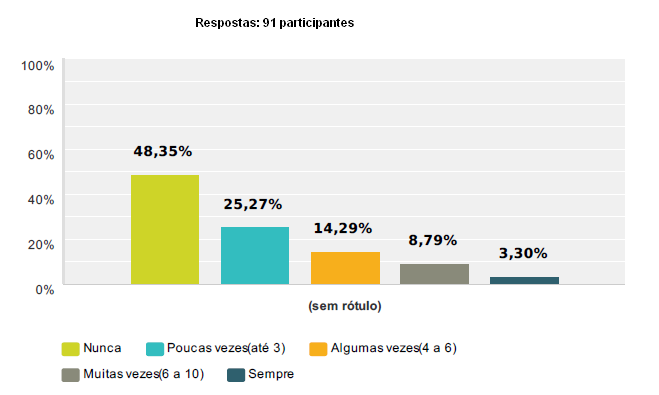 Respostas: 91 participantes
100%
80%
60%
40%
20%
0%
48,35%
25,27%
14,29%
8,79%
3,30%
(sem rótulo)
Nunca
Poucas vezes(até 3)
Algumas vezes(4 a 6)
Muitas vezes(6 a 10)
Sempre